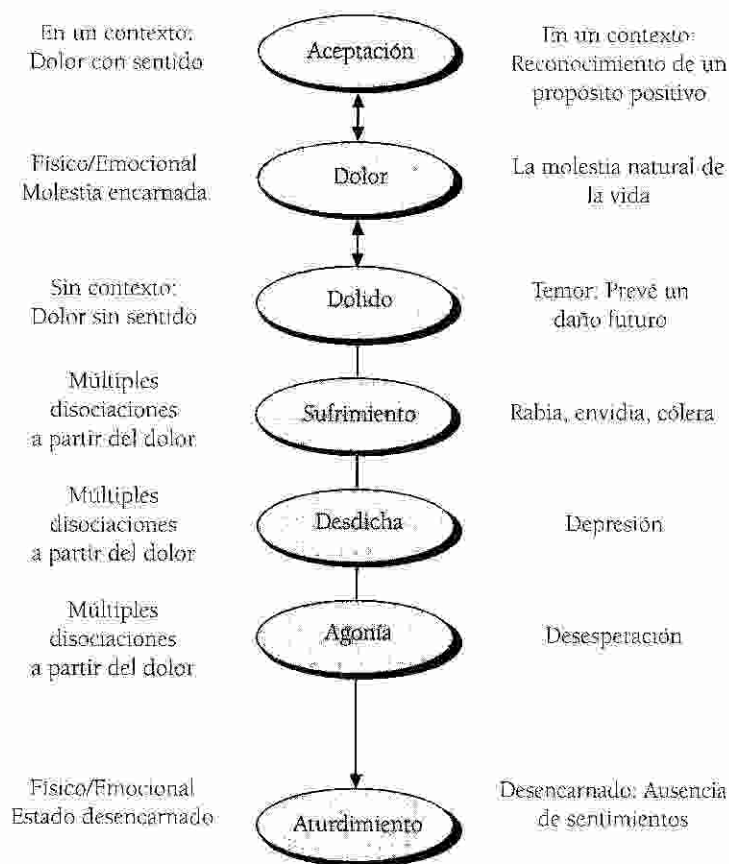 En un contexto:
Dolor con sentido
Aceptación
En un contexto:
Reconocimiento de un
propósito positivo
Físico/Emocional
Molestia encarnada
Dolor
La molestia natural de
la vida
Sin contexto:
Dolor sin sentido
Dolido
Temor: Prevé un
daño futuro
Múltiples
disociaciones
a partir del dolor
Sufrimiento
Rabia, envidia, cólera
Múltiples
disociaciones
a partir del dolor
Desdicha
Depresión
Múltiples
disociaciones
a partir del dolor
Agonía
Desesperación
Físico/Emocional
Estado desencarnado
Aturdimiento
Desencarnado: Ausencia
de sentimientos